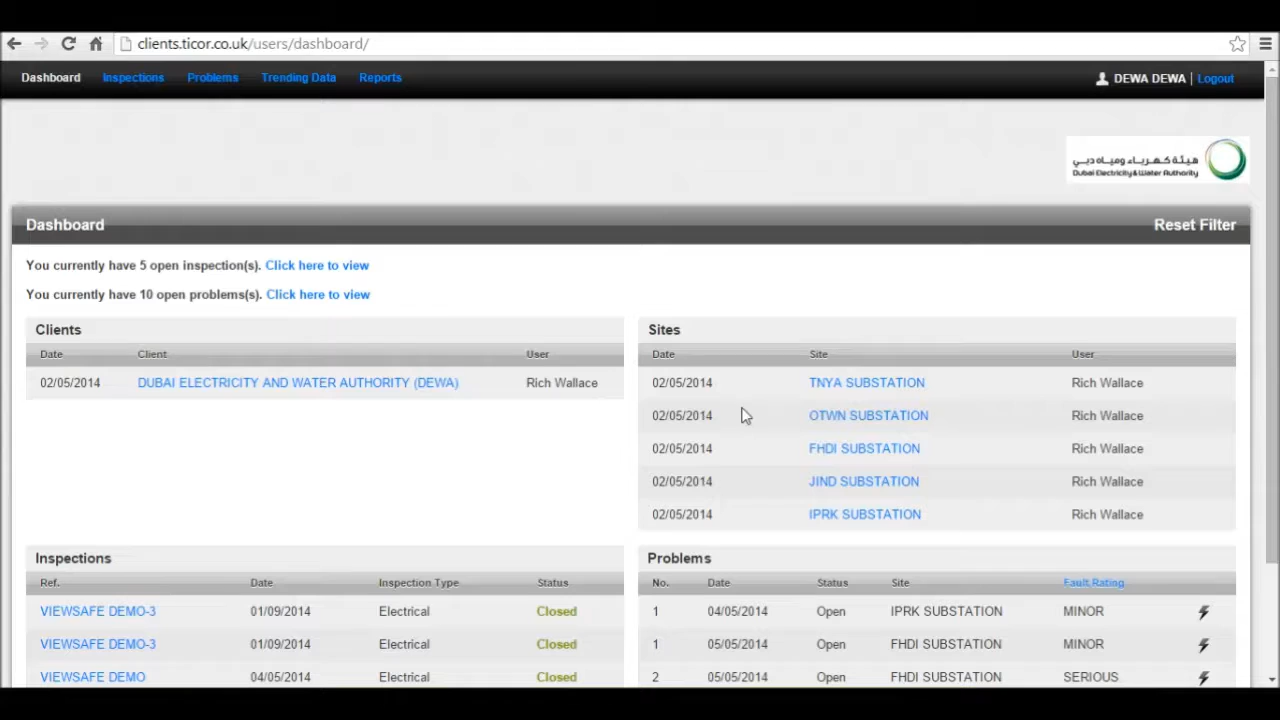 clients.ticor.co.uk/users/dashboard/
Dashboard Inspections Problems Trending Data Reports DEWA DEWA | Logout
هيئة كهرباء ومياه دبي
Dubai Electricity & Water Authority
Dashboard Reset Filter
You currently have 5 open inspection(s). Click here to view
You currently have 10 open problems(s). Click here to view
Clients
Date Client User
02/05/2014 DUBAI ELECTRICITY AND WATER AUTHORITY (DEWA) Rich Wallace
Sites
Date Site User
02/05/2014 TNYA SUBSTATION Rich Wallace
02/05/2014 OTWN SUBSTATION Rich Wallace
02/05/2014 FHDI SUBSTATION Rich Wallace
02/05/2014 JIND SUBSTATION Rich Wallace
02/05/2014 IPRK SUBSTATION Rich Wallace
Inspections
Ref. Date Inspection Type Status
VIEWSAFE DEMO-3 01/09/2014 Electrical Closed
VIEWSAFE DEMO-3 01/09/2014 Electrical Closed
VIEWSAFE DEMO 04/05/2014 Electrical Closed
Problems
No. Date Status Site Fault Rating
1 04/05/2014 Open IPRK SUBSTATION MINOR
1 05/05/2014 Open FHDI SUBSTATION MINOR
2 05/05/2014 Open FHDI SUBSTATION SERIOUS